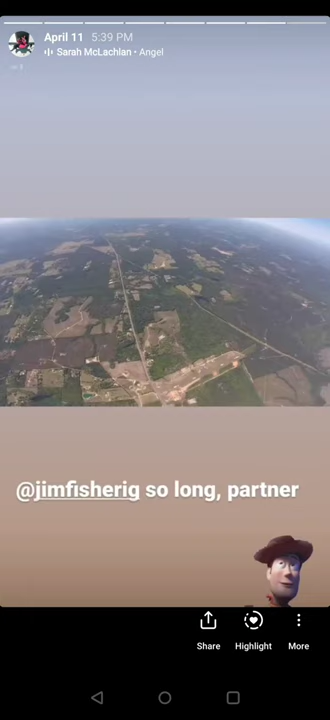 April 11 5:39 PM
Sarah McLachlan • Angel
@jimfisherig so long, partner
Share Highlight More